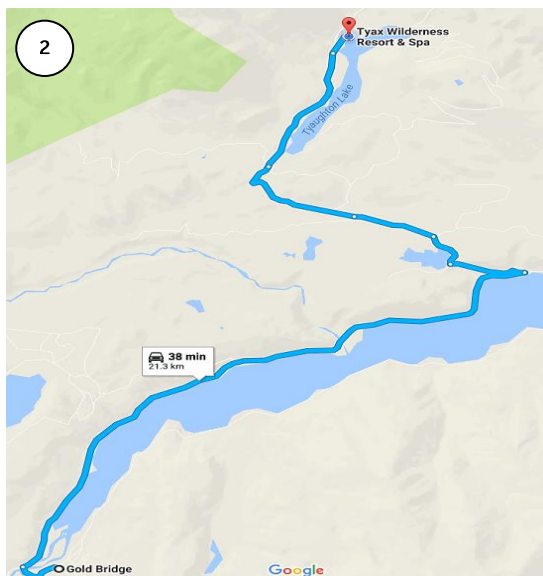 2
Tyax Wilderness
Resort & Spa
Tyaughton Lake
38 min
21.3 km
Gold Bridge
Google